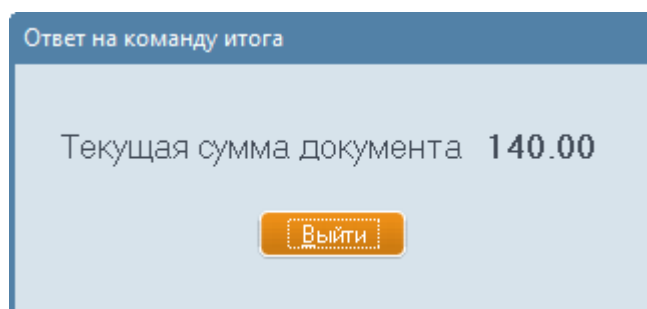 Ответ на команду итога
Текущая сумма документа 140.00
Выйти